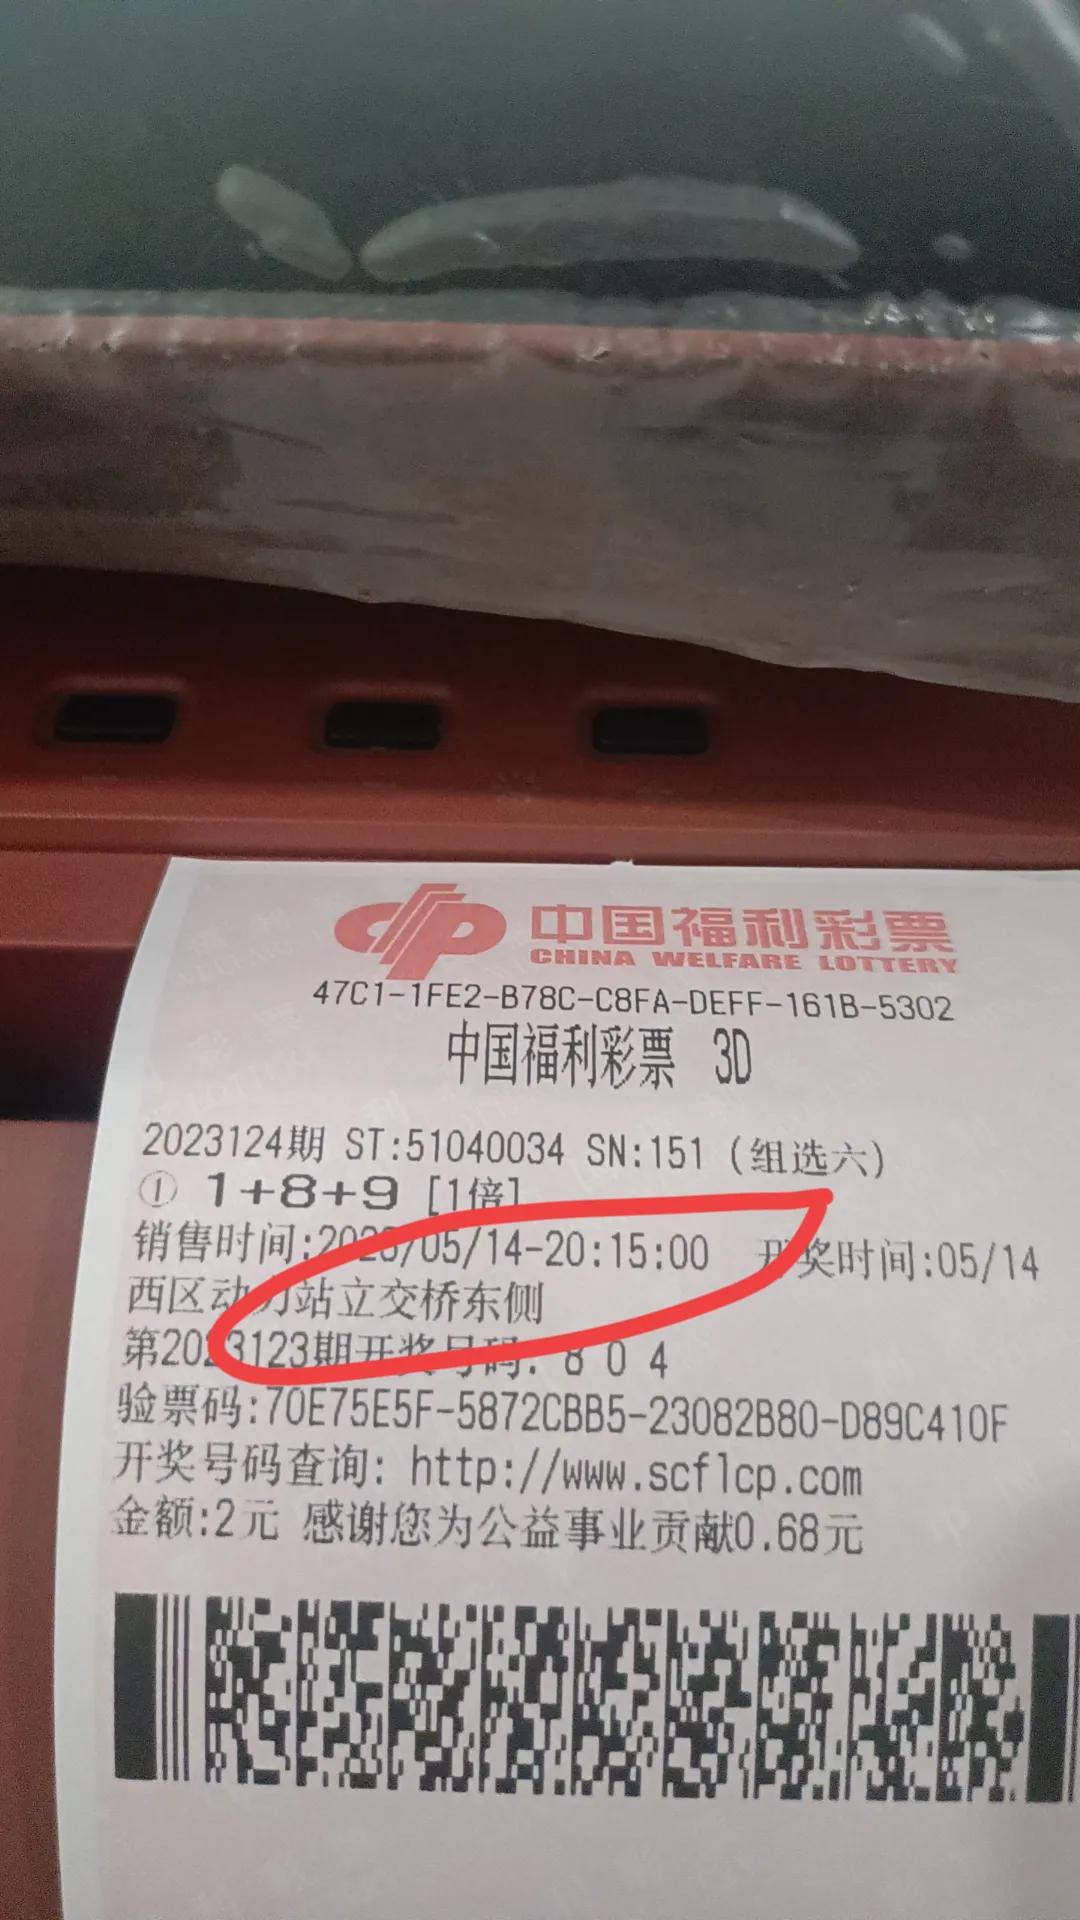 中国福利彩票
CHINA WELFARE LOTTERY
47C1-1FE2-B78C-C8FA-DEFF-161B-5302
中国福利彩票 3D
2023124期 ST:51040034 SN:151 (组选六)
① 1+8+9 [1倍]
销售时间:2023/05/14-20:15:00 开奖时间:05/14
西区动力站立交桥东侧
第2023123期开奖号码: 8 0 4
验票码:70E75E5F-5872CBB5-23082B80-D89C410F
开奖号码查询: http://www.scflcp.com
金额:2元 感谢您为公益事业贡献0.68元